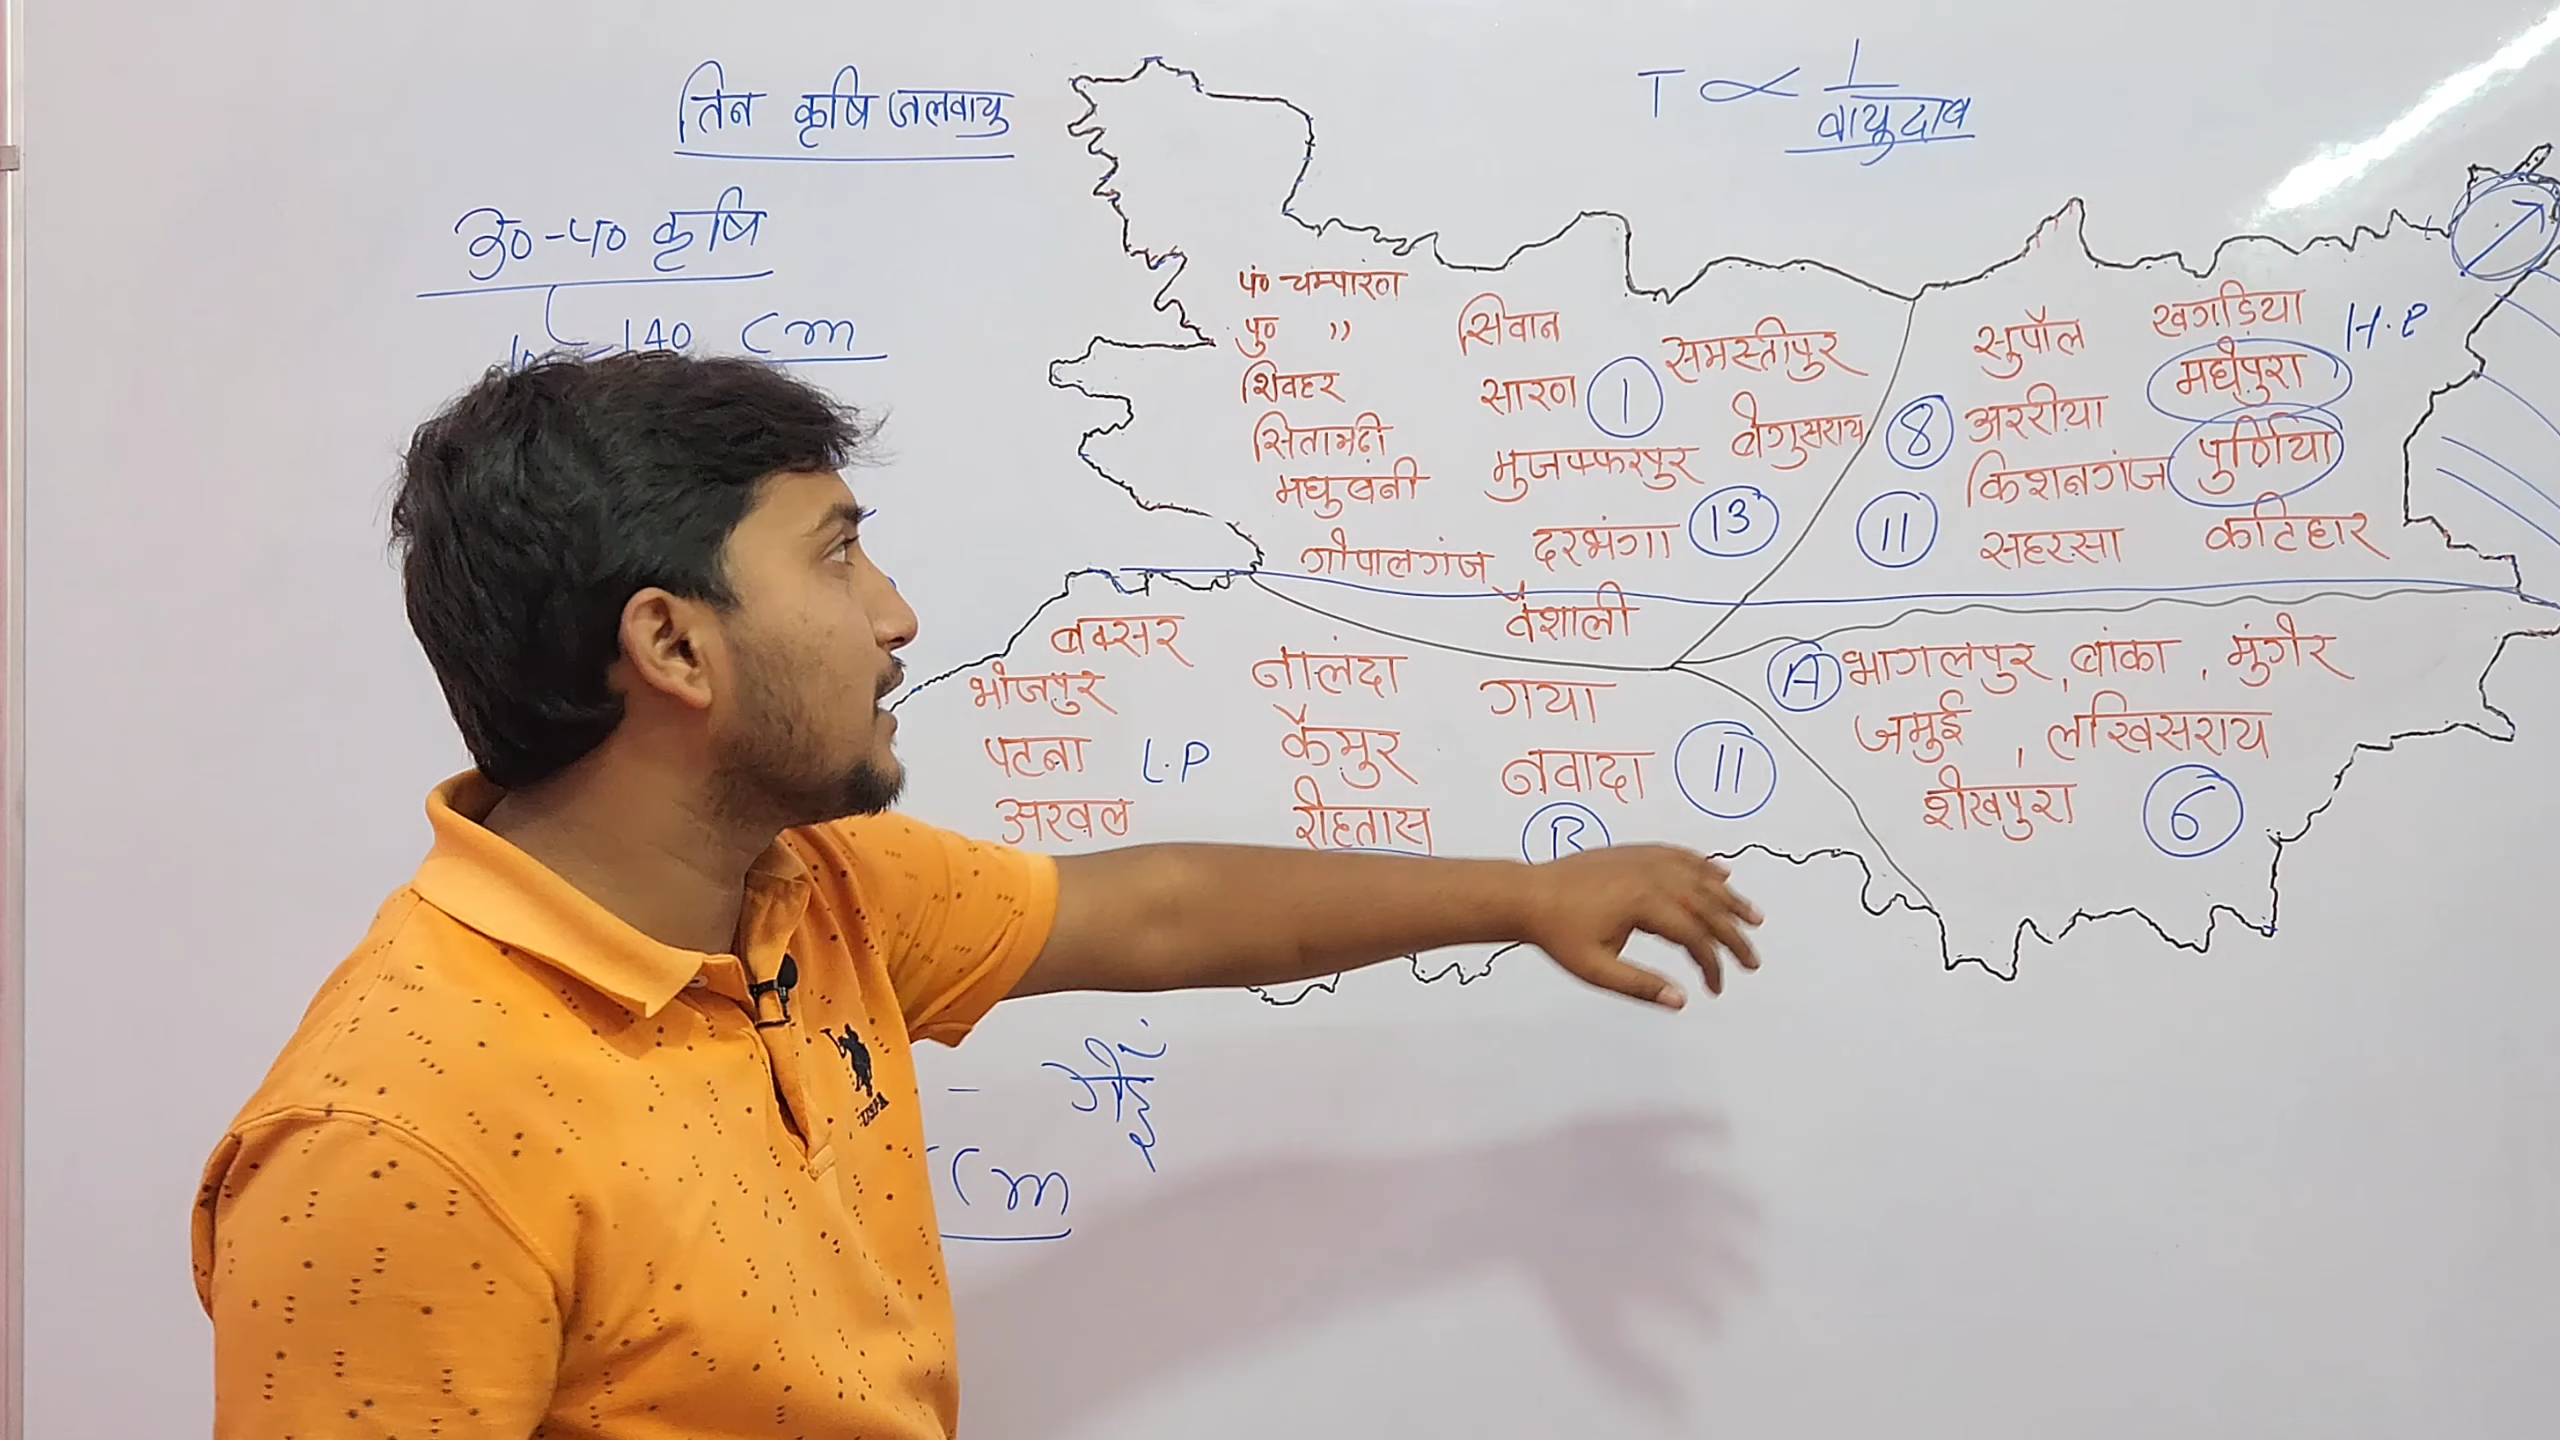 तिन कृषि जलवायु
T ∝ 1
वायुदाव
30-40 कृषि
140 cm
पं० चम्पारण
पु० ,,
शिवहर
सितामढी
मधुबनी
गोपालगंज
सिवान
सारण
मुजफ्फरपुर
दरभंगा
वैशाली
1
समस्तीपुर
बेगुसराय
13
8
11
सुपॉल
अररीया
किशनगंज
सहरसा
खगड़िया
मधेपुरा
पुर्णिया
कटिहार
H.P
बक्सर
भोजपुर
पटना
अरवल
L.P
नालंदा
कैमुर
रोहतास
गया
नवादा
11
B
A
भागलपुर, बांका, मुंगेर
जमुई, लखिसराय
शेखपुरा
6
cm
U.S.P.A